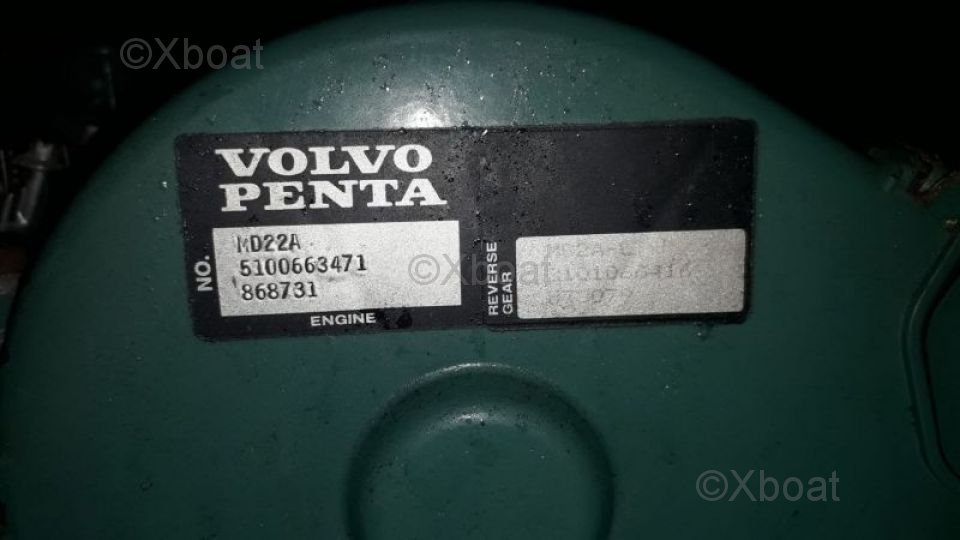 ©Xboat
VOLVO
PENTA
NO.
MD22A
5100663471
868731
ENGINE
©Xboat
REVERSE
GEAR
©Xboat